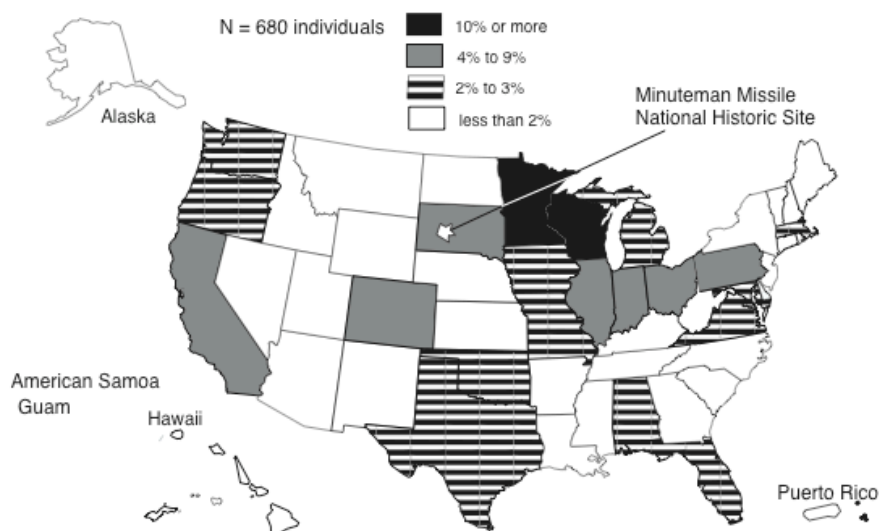 N = 680 individuals
10% or more
4% to 9%
2% to 3%
less than 2%
Alaska
Minuteman Missile
National Historic Site
American Samoa
Guam
Hawaii
Puerto Rico